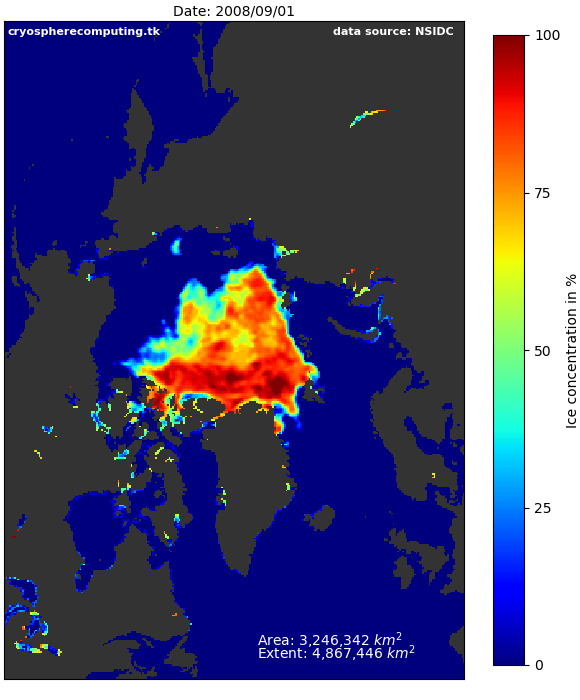 Date: 2008/09/01
cryospherecomputing.tk data source: NSIDC
100
75
50
25
0
Ice concentration in %
Area: 3,246,342 km²
Extent: 4,867,446 km²